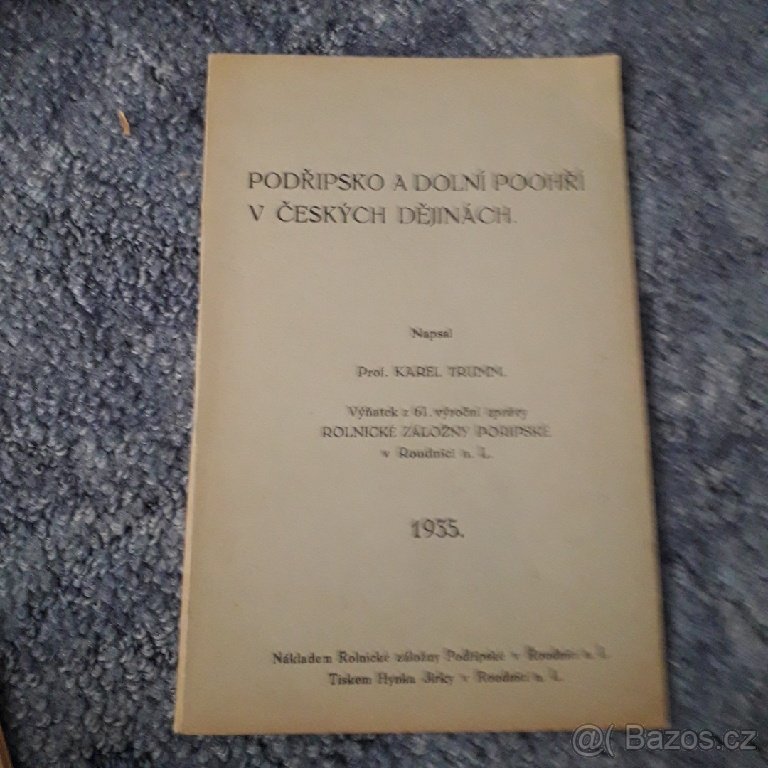 PODŘIPSKO A DOLNÍ POOHŘÍ
V ČESKÝCH DĚJINÁCH.
Napsal
Prof. KAREL TRUMM.
Výňatek z 61. výroční zprávy
ROLNICKÉ ZÁLOŽNY PODŘIPSKÉ
v Roudnici n. L.
1935.
Nákladem Rolnické záložny Podřipské v Roudnici n. L.
Tiskem Hynka Jirky v Roudnici n. L.
@( Bazos.cz